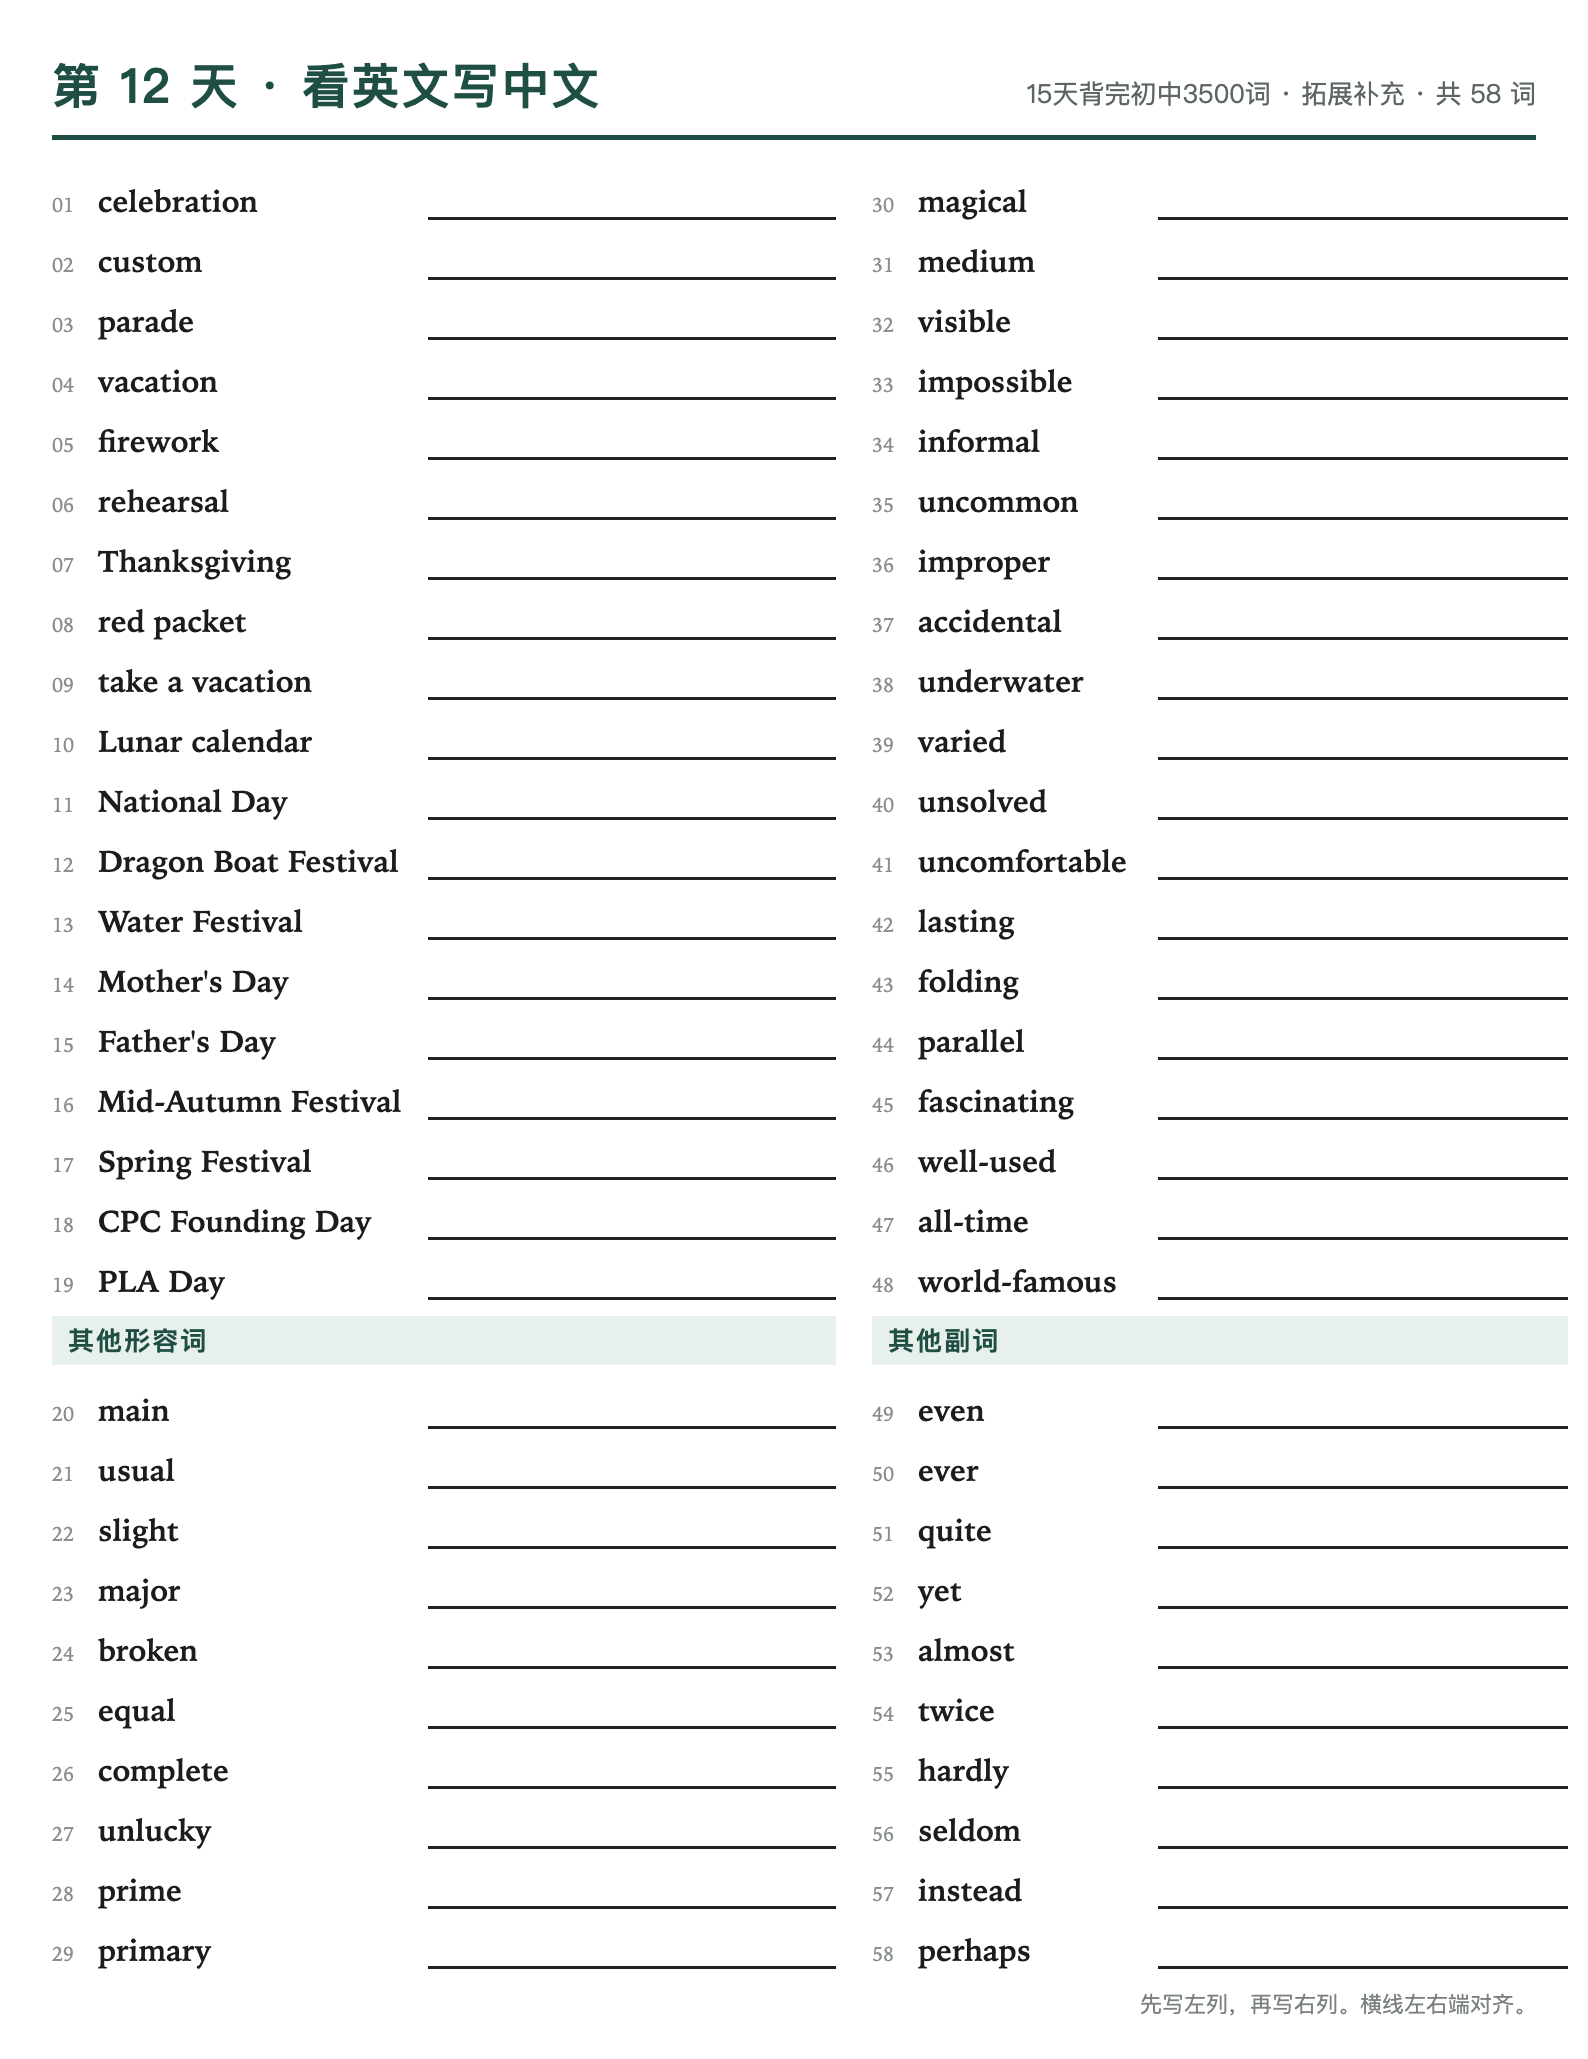 第 12 天 · 看英文写中文
15天背完初中3500词 · 拓展补充 · 共 58 词
01 celebration
02 custom
03 parade
04 vacation
05 firework
06 rehearsal
07 Thanksgiving
08 red packet
09 take a vacation
10 Lunar calendar
11 National Day
12 Dragon Boat Festival
13 Water Festival
14 Mother's Day
15 Father's Day
16 Mid-Autumn Festival
17 Spring Festival
18 CPC Founding Day
19 PLA Day
其他形容词
20 main
21 usual
22 slight
23 major
24 broken
25 equal
26 complete
27 unlucky
28 prime
29 primary
30 magical
31 medium
32 visible
33 impossible
34 informal
35 uncommon
36 improper
37 accidental
38 underwater
39 varied
40 unsolved
41 uncomfortable
42 lasting
43 folding
44 parallel
45 fascinating
46 well-used
47 all-time
48 world-famous
其他副词
49 even
50 ever
51 quite
52 yet
53 almost
54 twice
55 hardly
56 seldom
57 instead
58 perhaps
先写左列，再写右列。横线左右端对齐。